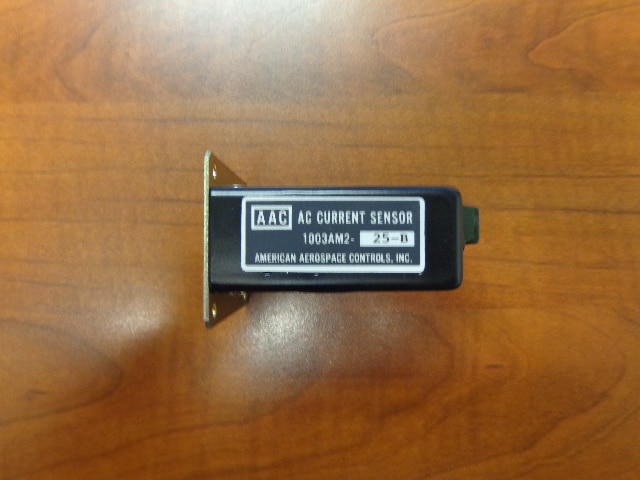 AAC AC CURRENT SENSOR
1003AM2- 25-B
AMERICAN AEROSPACE CONTROLS, INC.